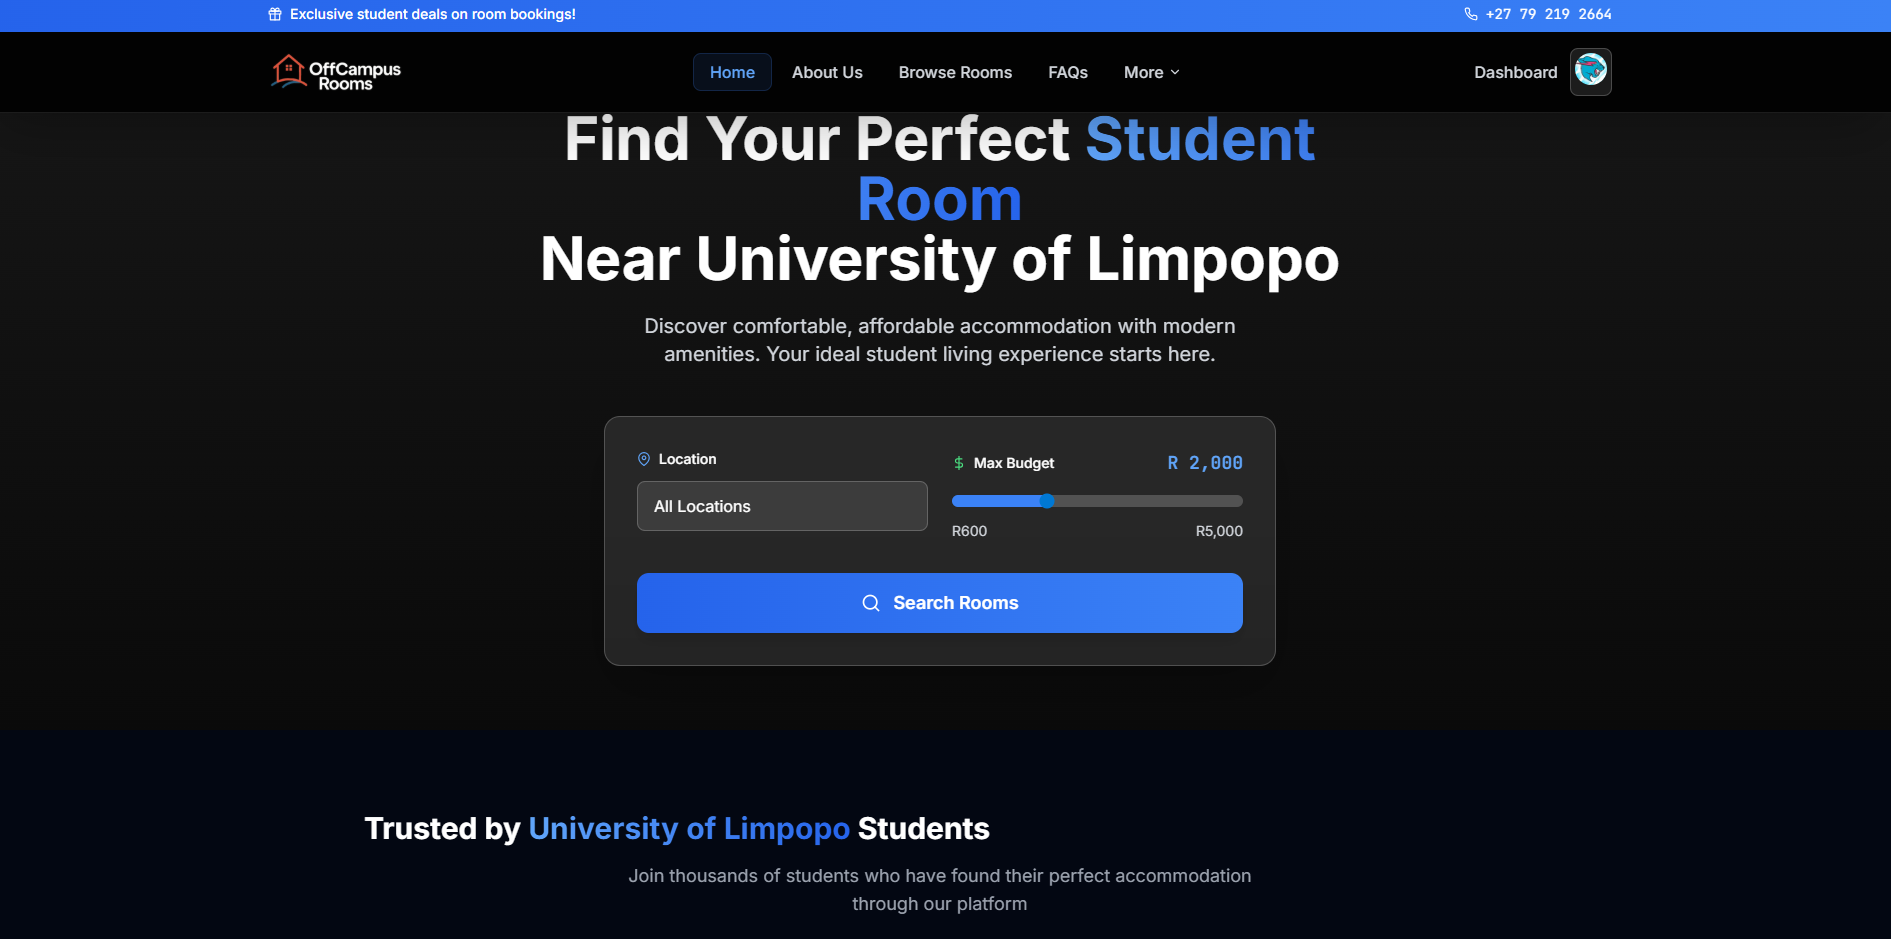 Exclusive student deals on room bookings!
+27 79 219 2664
OffCampus
Rooms
Home
About Us
Browse Rooms
FAQs
More
Dashboard
Find Your Perfect Student
Room
Near University of Limpopo
Discover comfortable, affordable accommodation with modern
amenities. Your ideal student living experience starts here.
Location
All Locations
$ Max Budget
R 2,000
R600
R5,000
Search Rooms
Trusted by University of Limpopo Students
Join thousands of students who have found their perfect accommodation
through our platform